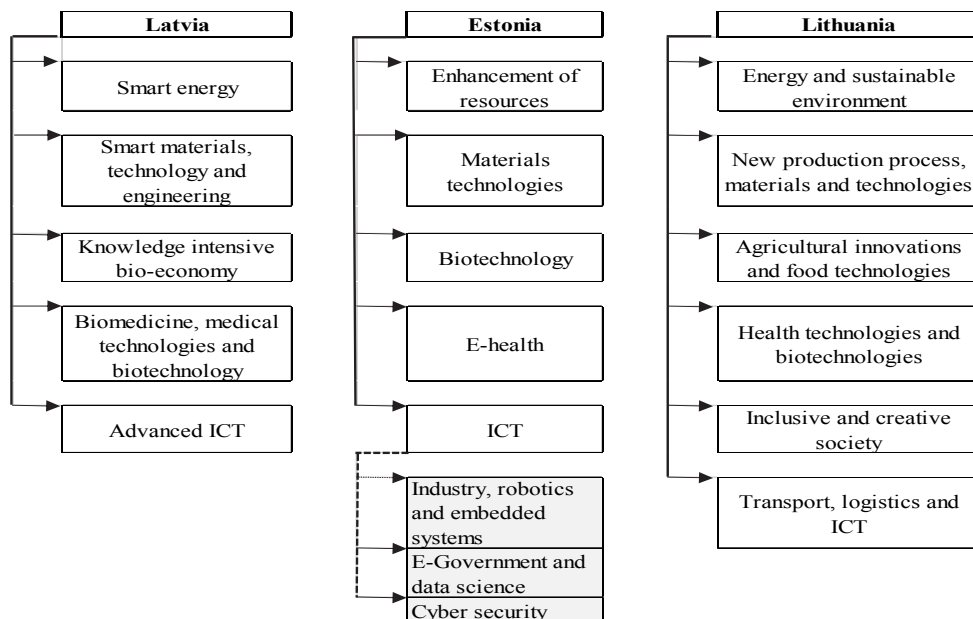 Latvia
Smart energy
Smart materials,
technology and
engineering
Knowledge intensive
bio-economy
Biomedicine, medical
technologies and
biotechnology
Advanced ICT
Estonia
Enhancement of
resources
Materials
technologies
Biotechnology
E-health
ICT
Industry, robotics
and embedded
systems
E-Government and
data science
Cyber security
Lithuania
Energy and sustainable
environment
New production process,
materials and technologies
Agricultural innovations
and food technologies
Health technologies and
biotechnologies
Inclusive and creative
society
Transport, logistics and
ICT